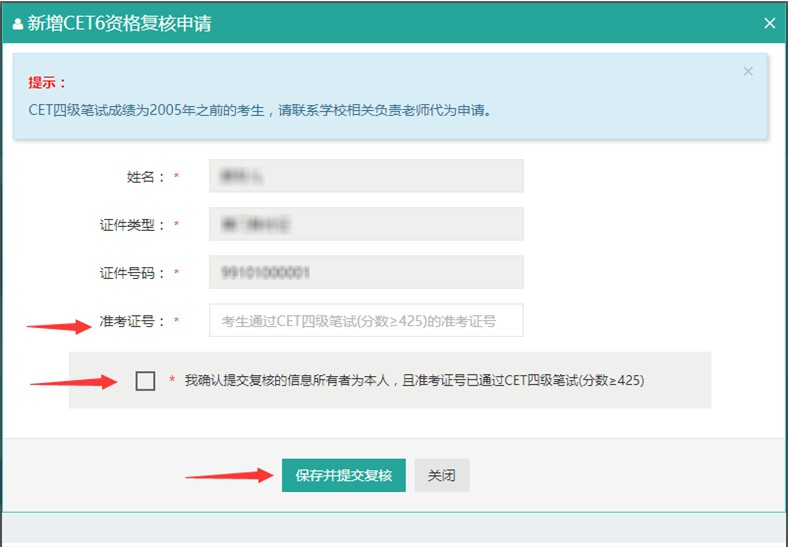 新增CET6资格复核申请
提示：
CET四级笔试成绩为2005年之前的考生，请联系学校相关负责老师代为申请。
姓名： *
证件类型： *
证件号码： * 99101000001
准考证号： * 考生通过CET四级笔试(分数≥425)的准考证号
* 我确认提交复核的信息所有者为本人，且准考证号已通过CET四级笔试(分数≥425)
保存并提交复核 关闭